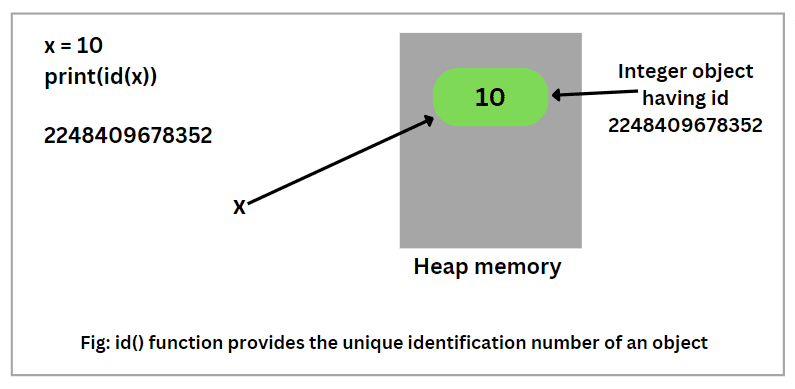 x = 10
print(id(x))
2248409678352
x
10
Integer object
having id
2248409678352
Heap memory
Fig: id() function provides the unique identification number of an object